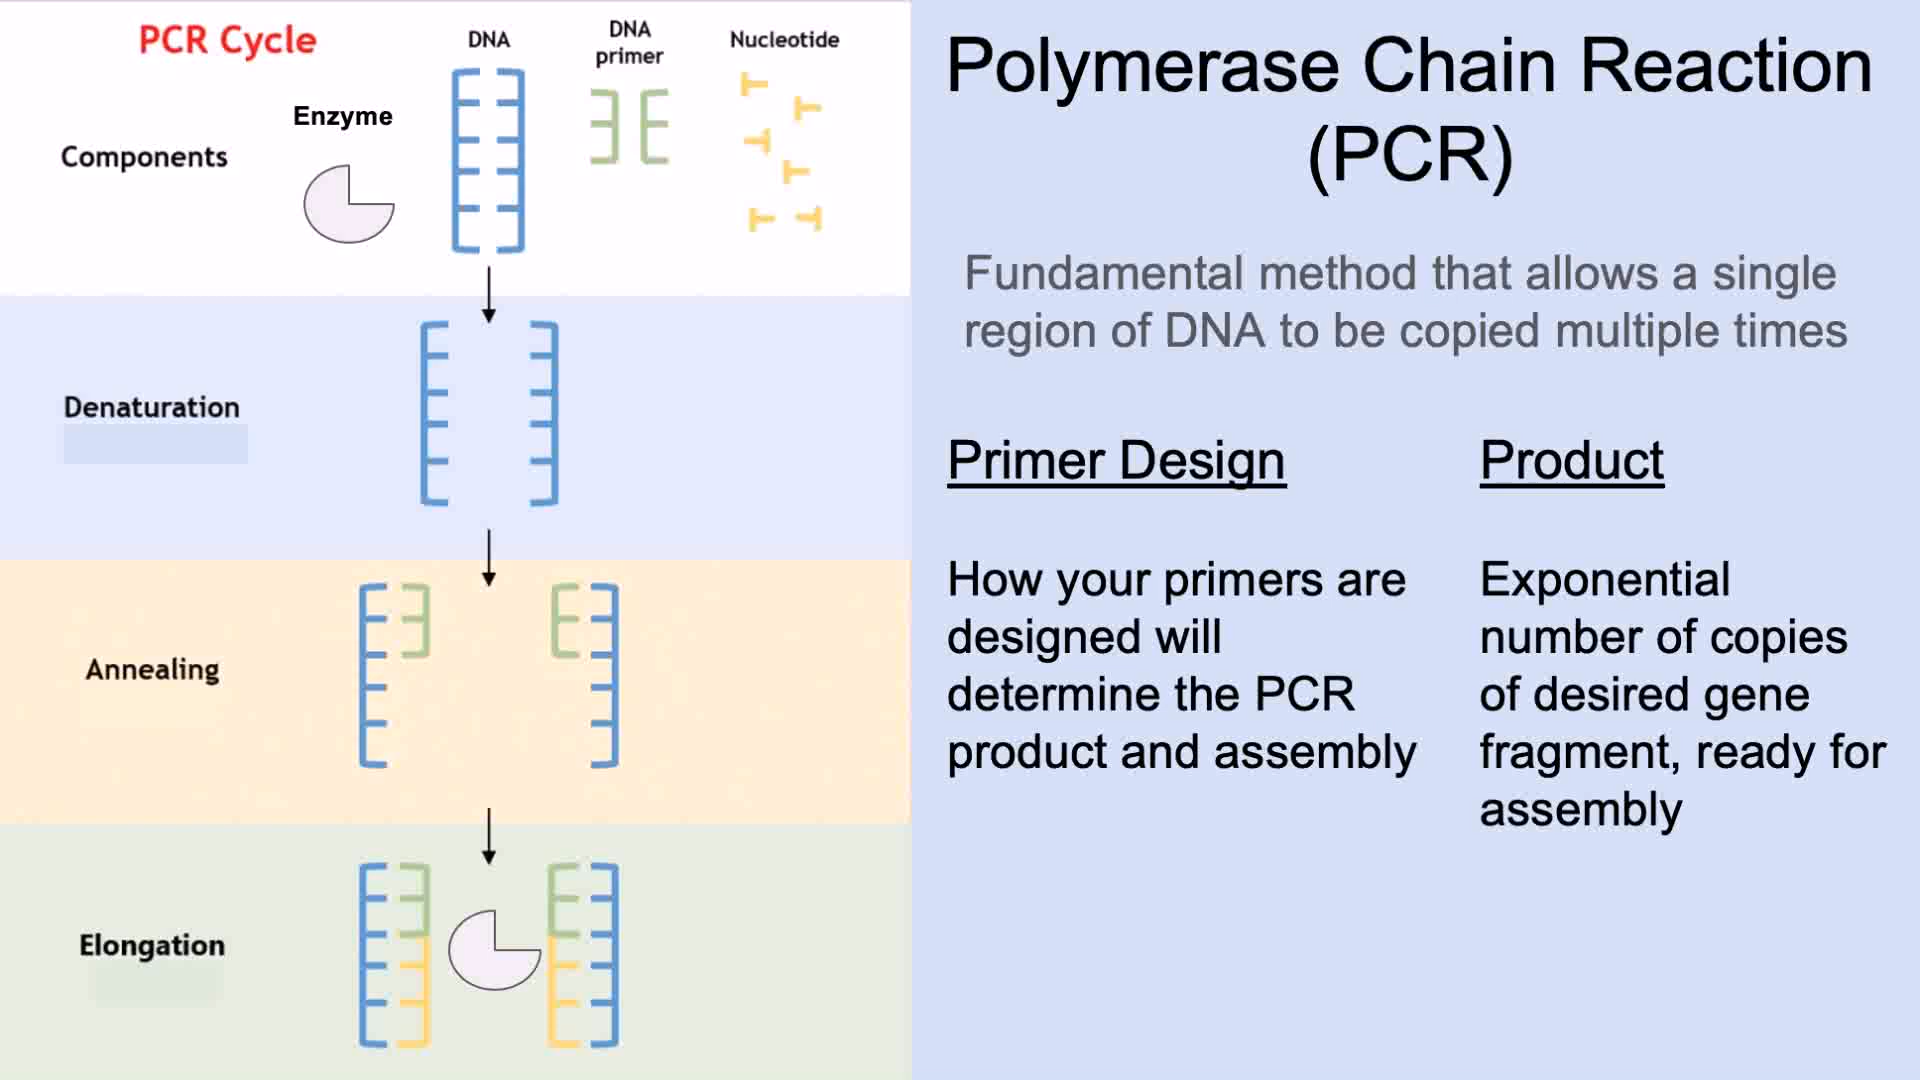 PCR Cycle
DNA
DNA
primer
Nucleotide
Enzyme
Components
Denaturation
Annealing
Elongation
Polymerase Chain Reaction
(PCR)
Fundamental method that allows a single
region of DNA to be copied multiple times
Primer Design
How your primers are
designed will
determine the PCR
product and assembly
Product
Exponential
number of copies
of desired gene
fragment, ready for
assembly